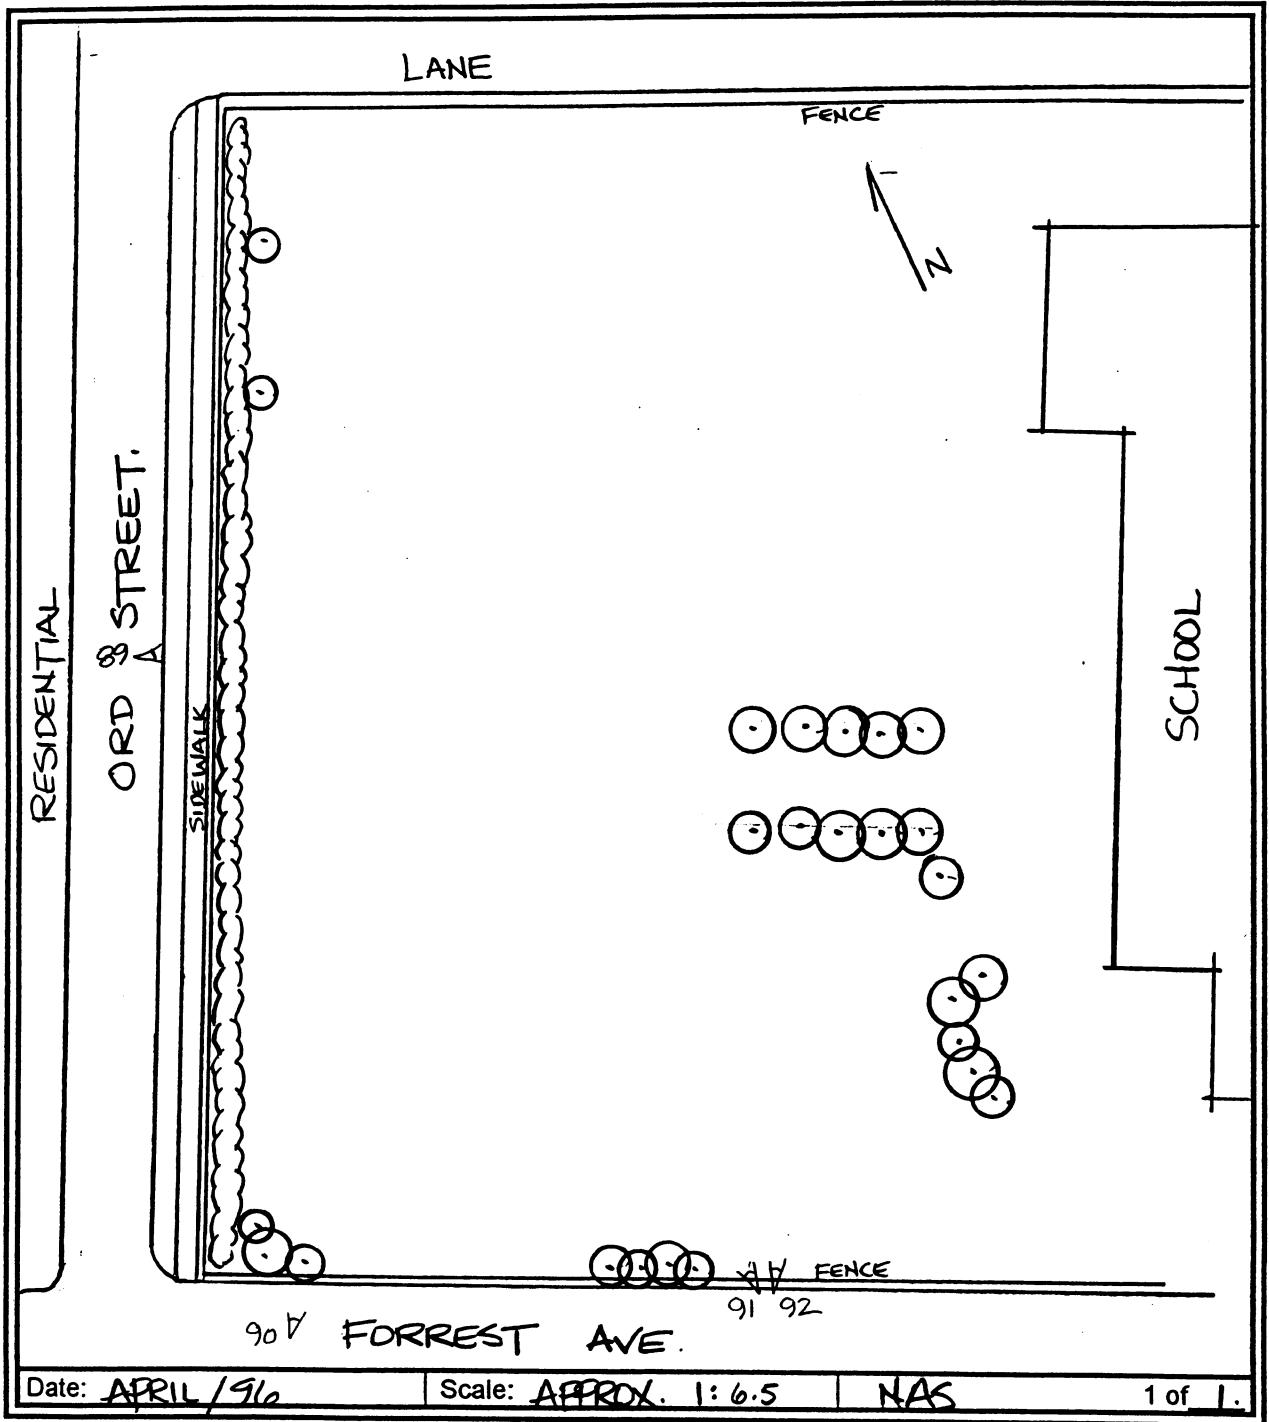 LANE
FENCE
N
RESIDENTIAL
ORD STREET.
89
SIDEWALK
SCHOOL
FENCE
91 92
90
FORREST AVE.
Date: APRIL/96 Scale: APPROX. 1:6.5 NAS 1 of 1.